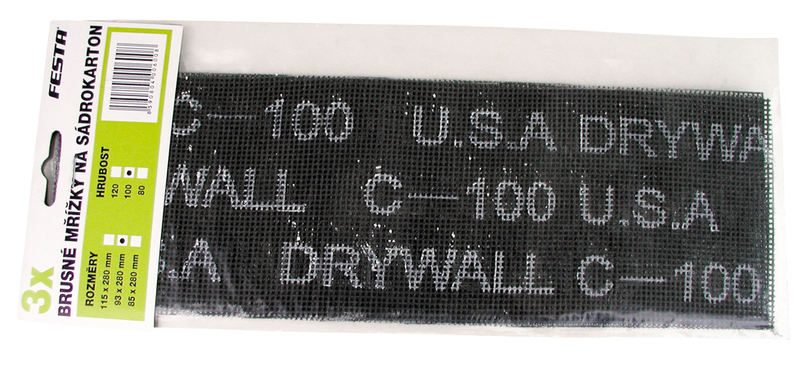 FESTA
3x
BRUSNÉ MŘÍŽKY NA SÁDROKARTON
HRUBOST
120
100
80
ROZMĚRY
115 x 280 mm
93 x 280 mm
85 x 280 mm
C—100 U.S.A DRYWA
WALL C—100 U.S.A
S.A DRYWALL C—100